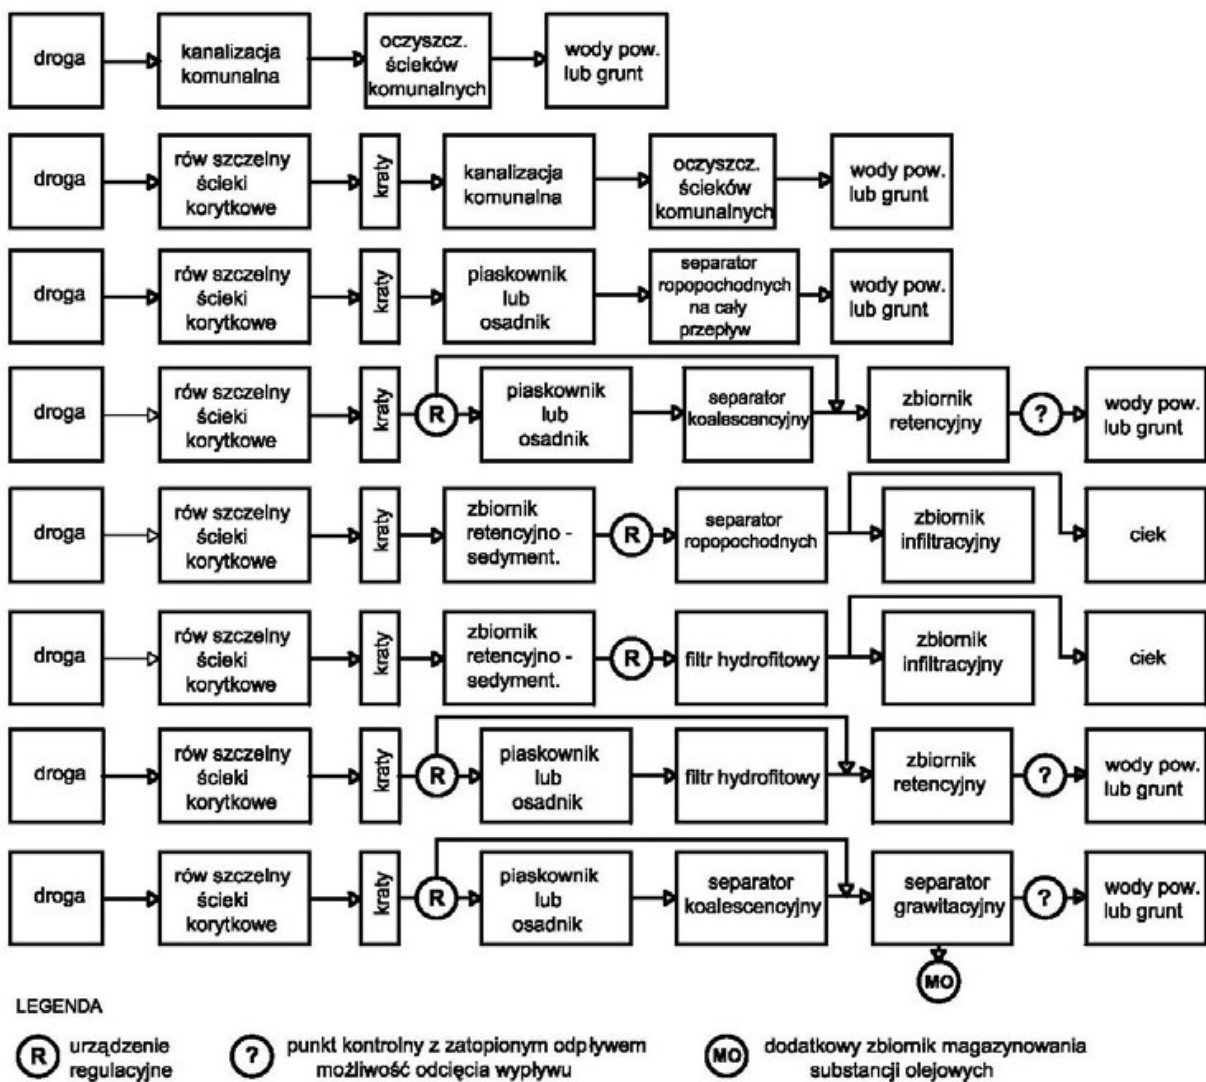 droga
kanalizacja
komunalna
oczyszcz.
ścieków
komunalnych
wody pow.
lub grunt
droga
rów szczelny
ścieki
korytkowe
kraty
kanalizacja
komunalna
oczyszcz.
ścieków
komunalnych
wody pow.
lub grunt
droga
rów szczelny
ścieki
korytkowe
kraty
piaskownik
lub
osadnik
separator
ropopochodnych
na cały
przepływ
wody pow.
lub grunt
droga
rów szczelny
ścieki
korytkowe
kraty
R
piaskownik
lub
osadnik
separator
koalescencyjny
zbiornik
retencyjny
?
wody pow.
lub grunt
droga
rów szczelny
ścieki
korytkowe
kraty
zbiornik
retencyjno -
sedyment.
R
separator
ropopochodnych
zbiornik
infiltracyjny
ciek
droga
rów szczelny
ścieki
korytkowe
kraty
zbiornik
retencyjno -
sedyment.
R
filtr hydrofitowy
zbiornik
infiltracyjny
ciek
droga
rów szczelny
ścieki
korytkowe
kraty
R
piaskownik
lub
osadnik
filtr hydrofitowy
zbiornik
retencyjny
?
wody pow.
lub grunt
droga
rów szczelny
ścieki
korytkowe
kraty
R
piaskownik
lub
osadnik
separator
koalescencyjny
separator
grawitacyjny
?
wody pow.
lub grunt
MO
LEGENDA
R
urządzenie
regulacyjne
?
punkt kontrolny z zatopionym odpływem
możliwość odcięcia wypływu
MO
dodatkowy zbiornik magazynowania
substancji olejowych